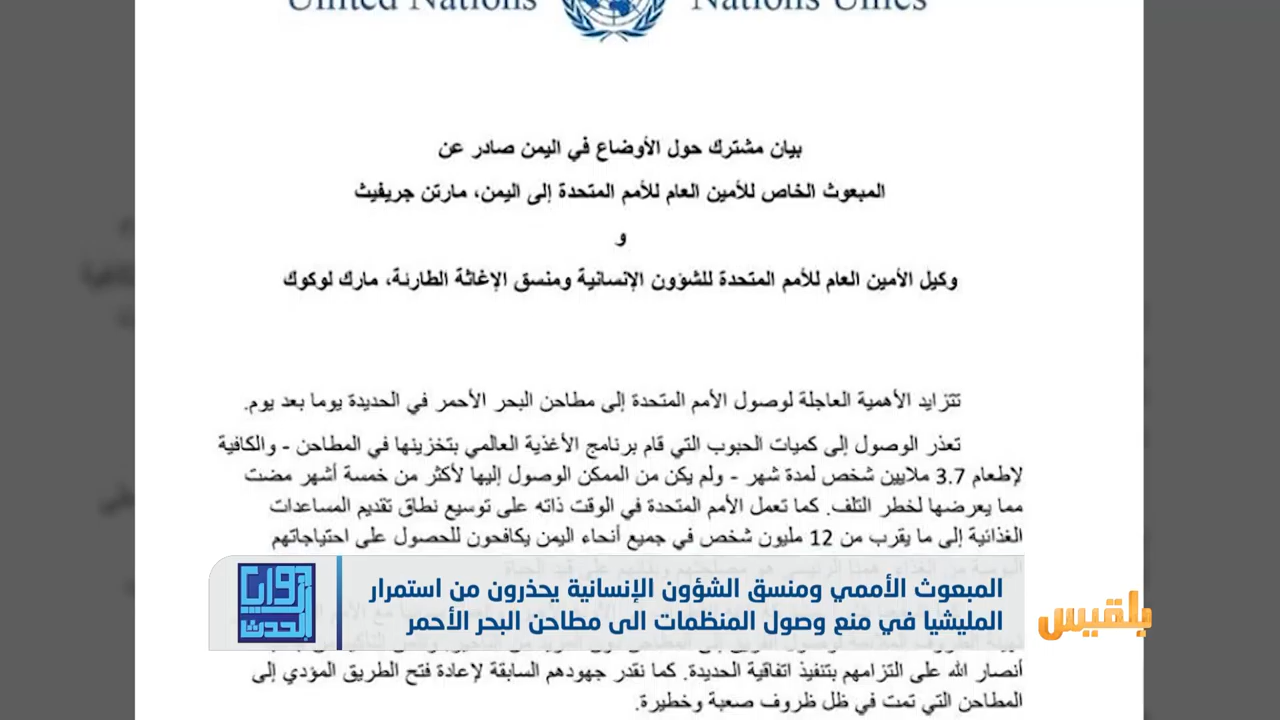 United Nations Nations Unies
بيان مشترك حول الأوضاع في اليمن صادر عن
المبعوث الخاص للأمين العام للأمم المتحدة إلى اليمن، مارتن جريفيث
و
وكيل الأمين العام للأمم المتحدة للشؤون الإنسانية ومنسق الإغاثة الطارئة، مارك لوكوك
تتزايد الأهمية العاجلة لوصول الأمم المتحدة إلى مطاحن البحر الأحمر في الحديدة يوما بعد يوم.
تعذر الوصول إلى كميات الحبوب التي قام برنامج الأغذية العالمي بتخزينها في المطاحن - والكافية
لإطعام 3.7 ملايين شخص لمدة شهر - ولم يكن من الممكن الوصول إليها لأكثر من خمسة أشهر مضت
مما يعرضها لخطر التلف. كما تعمل الأمم المتحدة في الوقت ذاته على توسيع نطاق تقديم المساعدات
الغذائية إلى ما يقرب من 12 مليون شخص في جميع أنحاء اليمن يكافحون للحصول على احتياجاتهم
المبعوث الأممي ومنسق الشؤون الإنسانية يحذرون من استمرار
المليشيا في منع وصول المنظمات الى مطاحن البحر الأحمر
بلقيس
أنصار الله على التزامهم بتنفيذ اتفاقية الحديدة. كما نقدر جهودهم السابقة لإعادة فتح الطريق المؤدي إلى
المطاحن التي تمت في ظل ظروف صعبة وخطيرة.